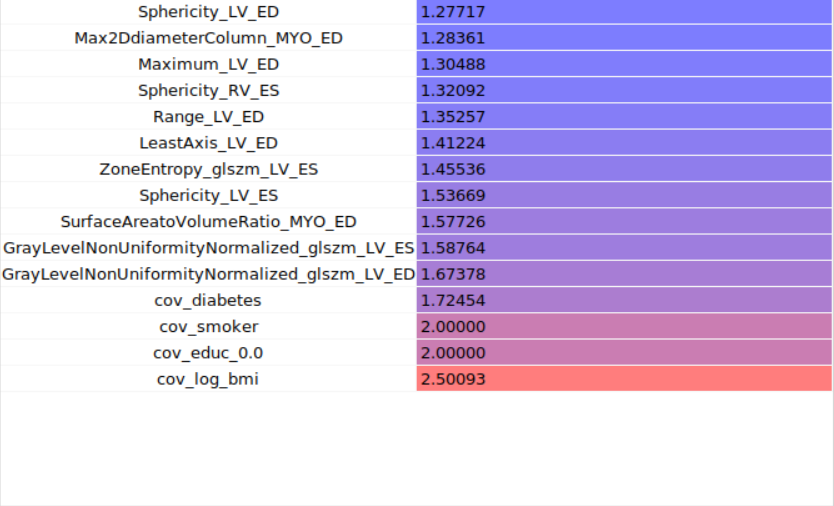 Sphericity_LV_ED 1.27717
Max2DdiameterColumn_MYO_ED 1.28361
Maximum_LV_ED 1.30488
Sphericity_RV_ES 1.32092
Range_LV_ED 1.35257
LeastAxis_LV_ED 1.41224
ZoneEntropy_glszm_LV_ES 1.45536
Sphericity_LV_ES 1.53669
SurfaceAreatoVolumeRatio_MYO_ED 1.57726
GrayLevelNonUniformityNormalized_glszm_LV_ES 1.58764
GrayLevelNonUniformityNormalized_glszm_LV_ED 1.67378
cov_diabetes 1.72454
cov_smoker 2.00000
cov_educ_0.0 2.00000
cov_log_bmi 2.50093